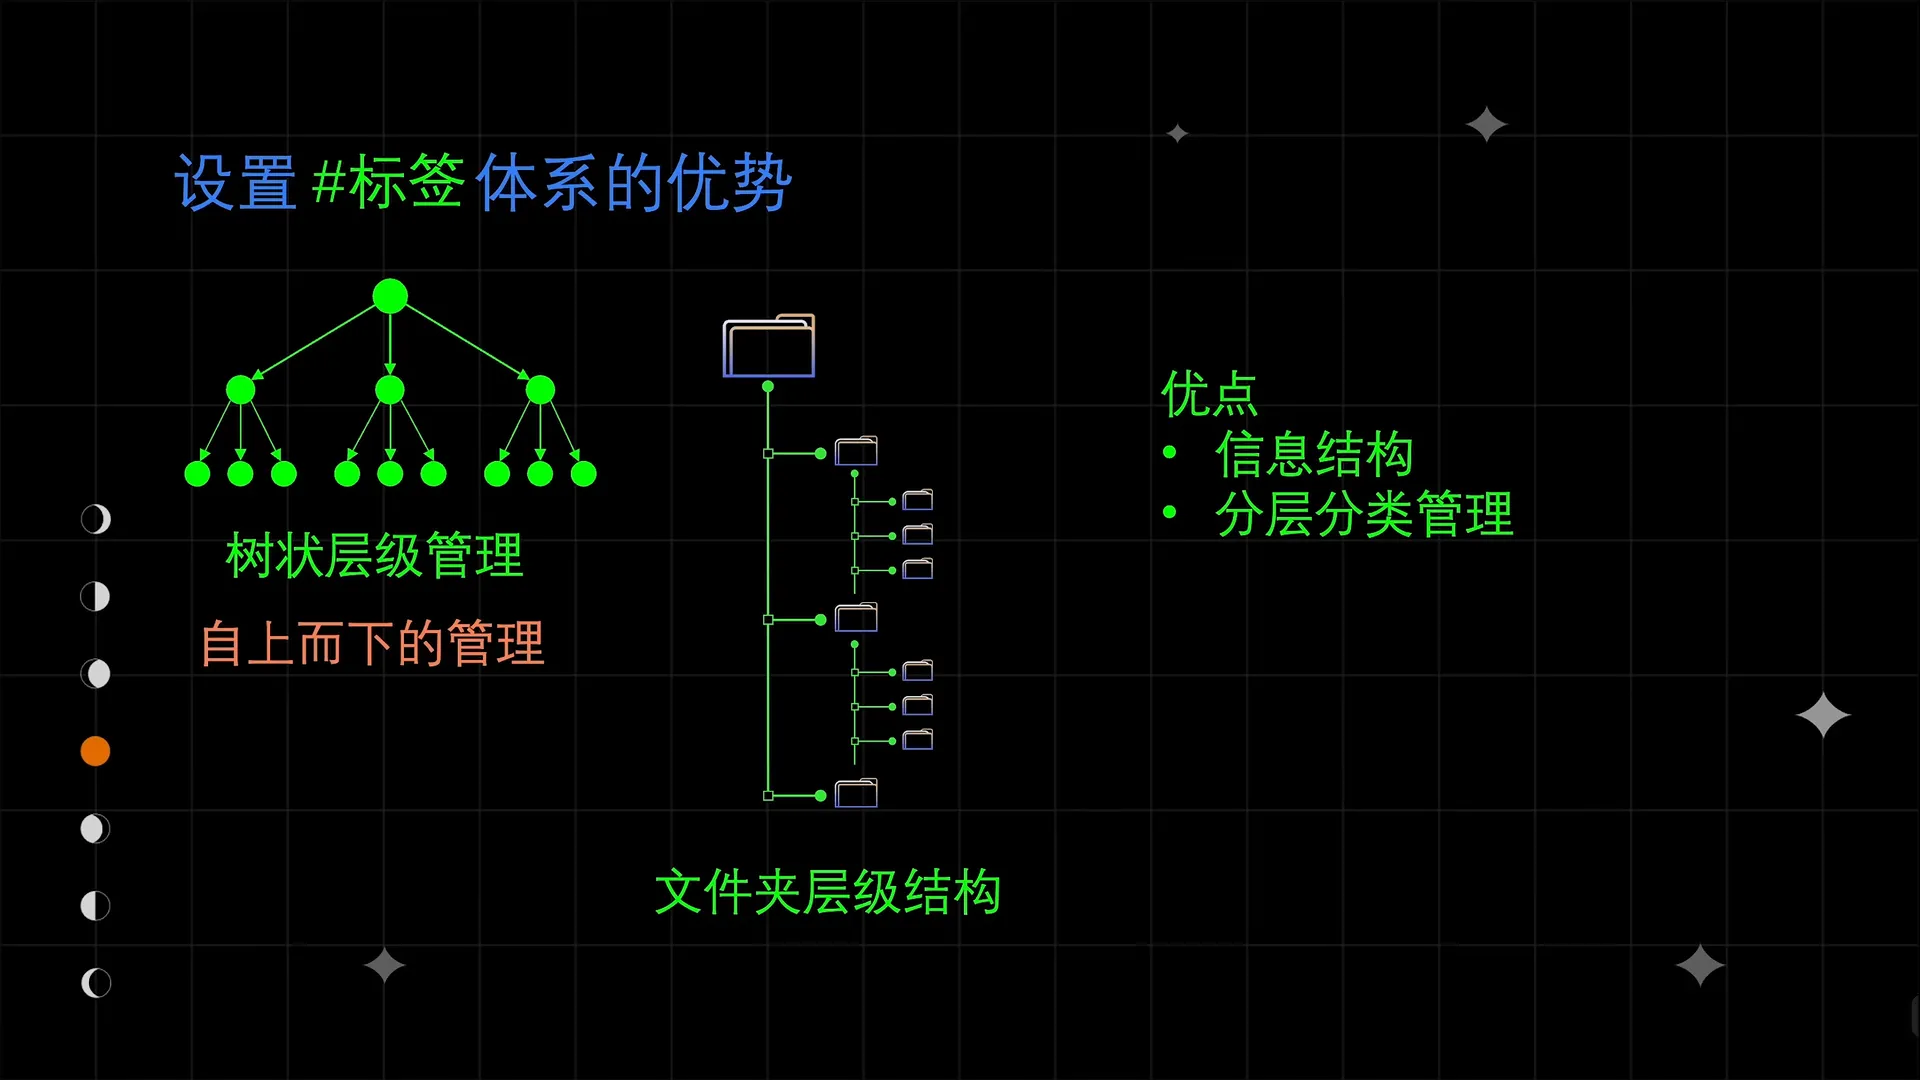 设置 #标签 体系的优势
树状层级管理
自上而下的管理
文件夹层级结构
优点
• 信息结构
• 分层分类管理